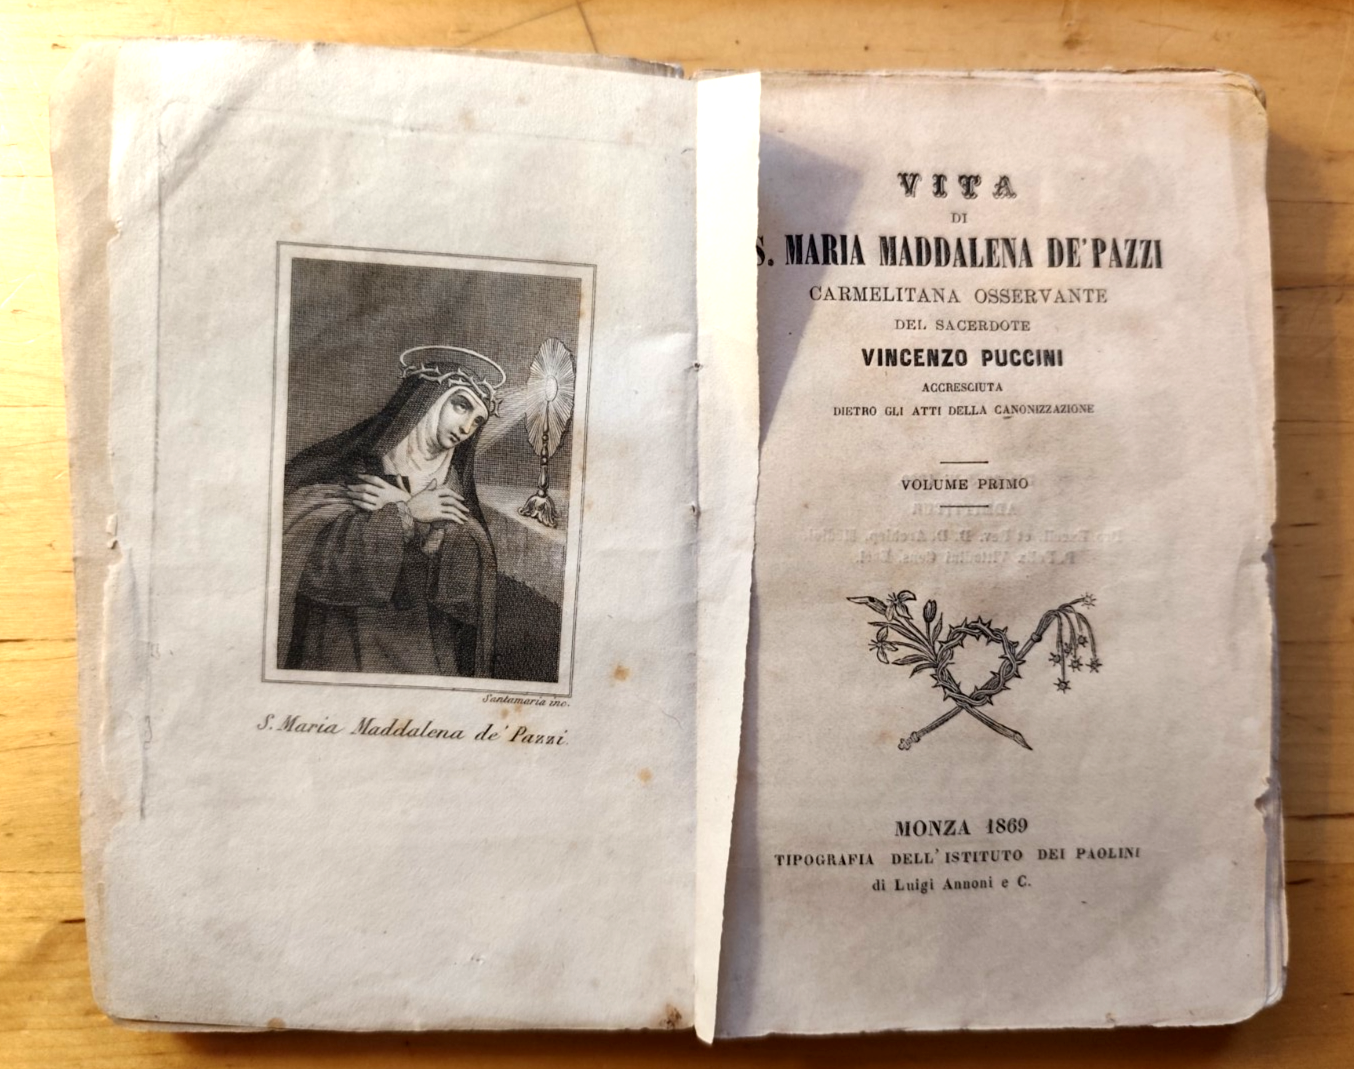 Santamaria inc.
S. Maria Maddalena de' Pazzi.
VITA
DI
S. MARIA MADDALENA DE' PAZZI
CARMELITANA OSSERVANTE
DEL SACERDOTE
VINCENZO PUCCINI
ACCRESCIUTA
DIETRO GLI ATTI DELLA CANONIZZAZIONE
VOLUME PRIMO
MONZA 1869
TIPOGRAFIA DELL' ISTITUTO DEI PAOLINI
di Luigi Annoni e C.